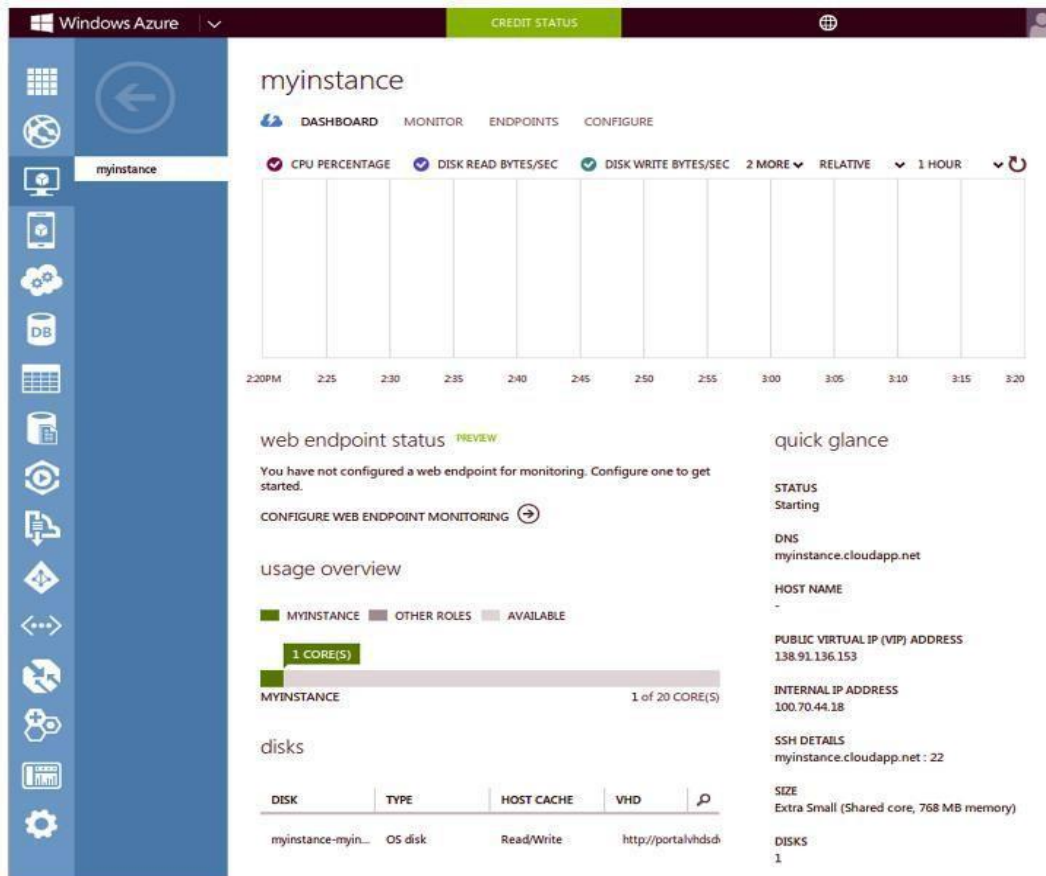 Windows Azure
CREDIT STATUS
myinstance
myinstance
DASHBOARD MONITOR ENDPOINTS CONFIGURE
CPU PERCENTAGE DISK READ BYTES/SEC DISK WRITE BYTES/SEC 2 MORE RELATIVE 1 HOUR
2:20PM 2:25 2:30 2:35 2:40 2:45 2:50 2:55 3:00 3:05 3:10 3:15 3:20
web endpoint status PREVIEW
You have not configured a web endpoint for monitoring. Configure one to get
started.
CONFIGURE WEB ENDPOINT MONITORING
usage overview
MYINSTANCE OTHER ROLES AVAILABLE
1 CORE(S)
MYINSTANCE 1 of 20 CORE(S)
disks
DISK TYPE HOST CACHE VHD
myinstance-myin... OS disk Read/Write http://portalvhdsd
quick glance
STATUS
Starting
DNS
myinstance.cloudapp.net
HOST NAME
-
PUBLIC VIRTUAL IP (VIP) ADDRESS
138.91.136.153
INTERNAL IP ADDRESS
100.70.44.18
SSH DETAILS
myinstance.cloudapp.net : 22
SIZE
Extra Small (Shared core, 768 MB memory)
DISKS
1
DB